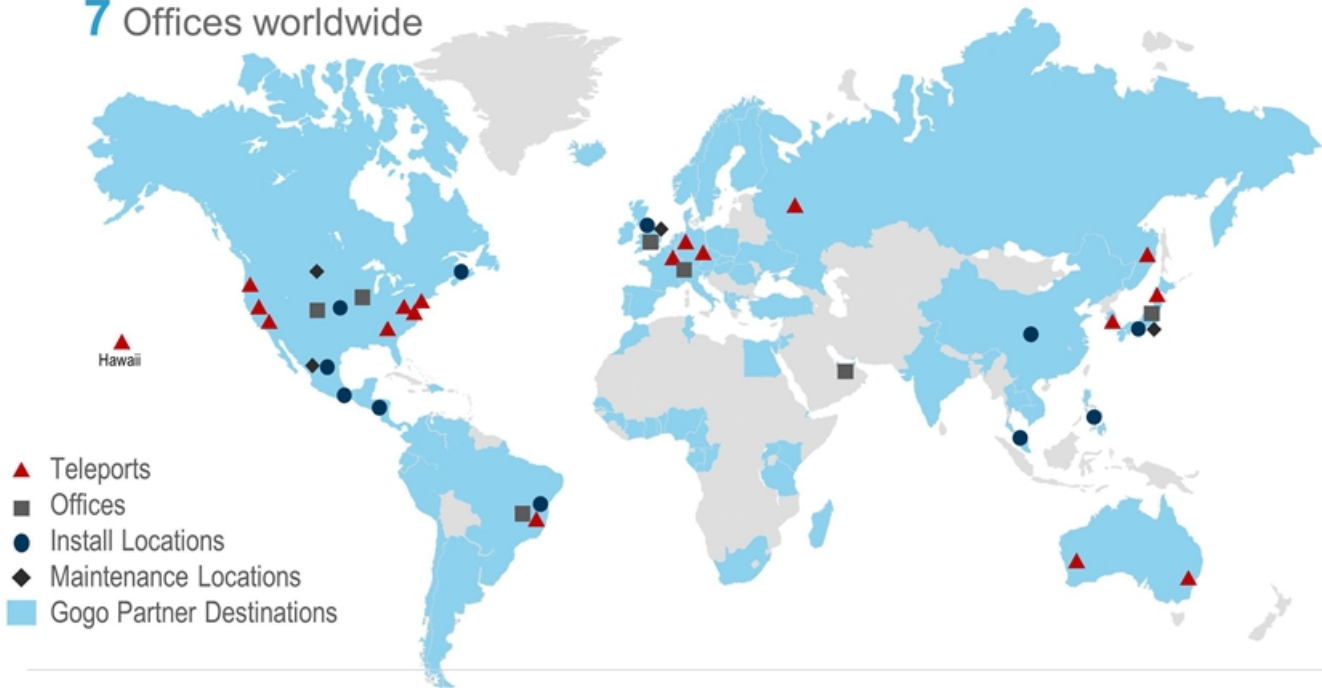 7 Offices worldwide
Hawaii
Teleports
Offices
Install Locations
Maintenance Locations
Gogo Partner Destinations